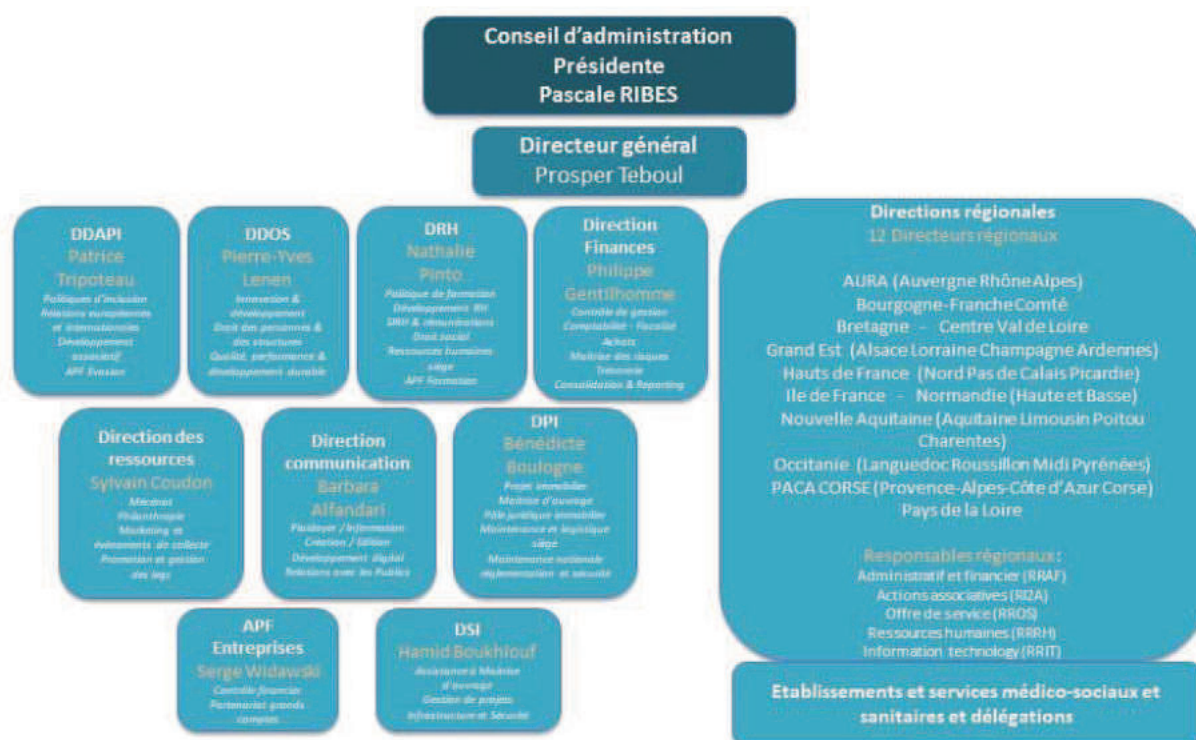 Conseil d'administration
Présidente
Pascale RIBES
Directeur général
Prosper Teboul
DDAPI
Patrice
Tripoteau
Politiques d'inclusion
Relations européennes
et internationales
Développement
associatif
APF Evasion
DDOS
Pierre-Yves
Lenen
Innovation &
développement
Droit des personnes &
des structures
Qualité, performance &
développement durable
DRH
Nathalie
Pinto
Politique de formation
Développement RH
DRH & rémunérations
Droit social
Ressources humaines
siège
APF Formation
Direction
Finances
Philippe
Gentilhomme
Contrôle de gestion
Comptabilité - Fiscalité
Achats
Maitrise des risques
Trésorerie
Consolidation & Reporting
Direction des
ressources
Sylvain Coudon
Mécénat
Philanthropie
Marketing et
événements de collecte
Promotion et gestion
des legs
Direction
communication
Barbara
Alfandari
Plaidoyer / Information
Création / Edition
Développement digital
Relations avec les Publics
DPI
Bénédicte
Boulogne
Projet immobilier
Maitrise d'ouvrage
Pôle juridique immobilier
Maintenance et logistique
siège
Maintenance nationale
réglementation et sécurité
APF
Entreprises
Serge Widawski
Contrôle financier
Partenariat grands
comptes
DSI
Hamid Boukhlouf
Assistance à Maitrise
d'ouvrage
Gestion de projets
Infrastructure et Sécurité
Directions régionales
12 Directeurs régionaux
AURA (Auvergne Rhône Alpes)
Bourgogne-Franche Comté
Bretagne - Centre Val de Loire
Grand Est (Alsace Lorraine Champagne Ardennes)
Hauts de France (Nord Pas de Calais Picardie)
Ile de France - Normandie (Haute et Basse)
Nouvelle Aquitaine (Aquitaine Limousin Poitou
Charentes)
Occitanie (Languedoc Roussillon Midi Pyrénées)
PACA CORSE (Provence-Alpes-Côte d'Azur Corse)
Pays de la Loire
Responsables régionaux :
Administratif et financier (RRAF)
Actions associatives (RI2A)
Offre de service (RROS)
Ressources humaines (RRRH)
Information technology (RRIT)
Etablissements et services médico-sociaux et
sanitaires et délégations